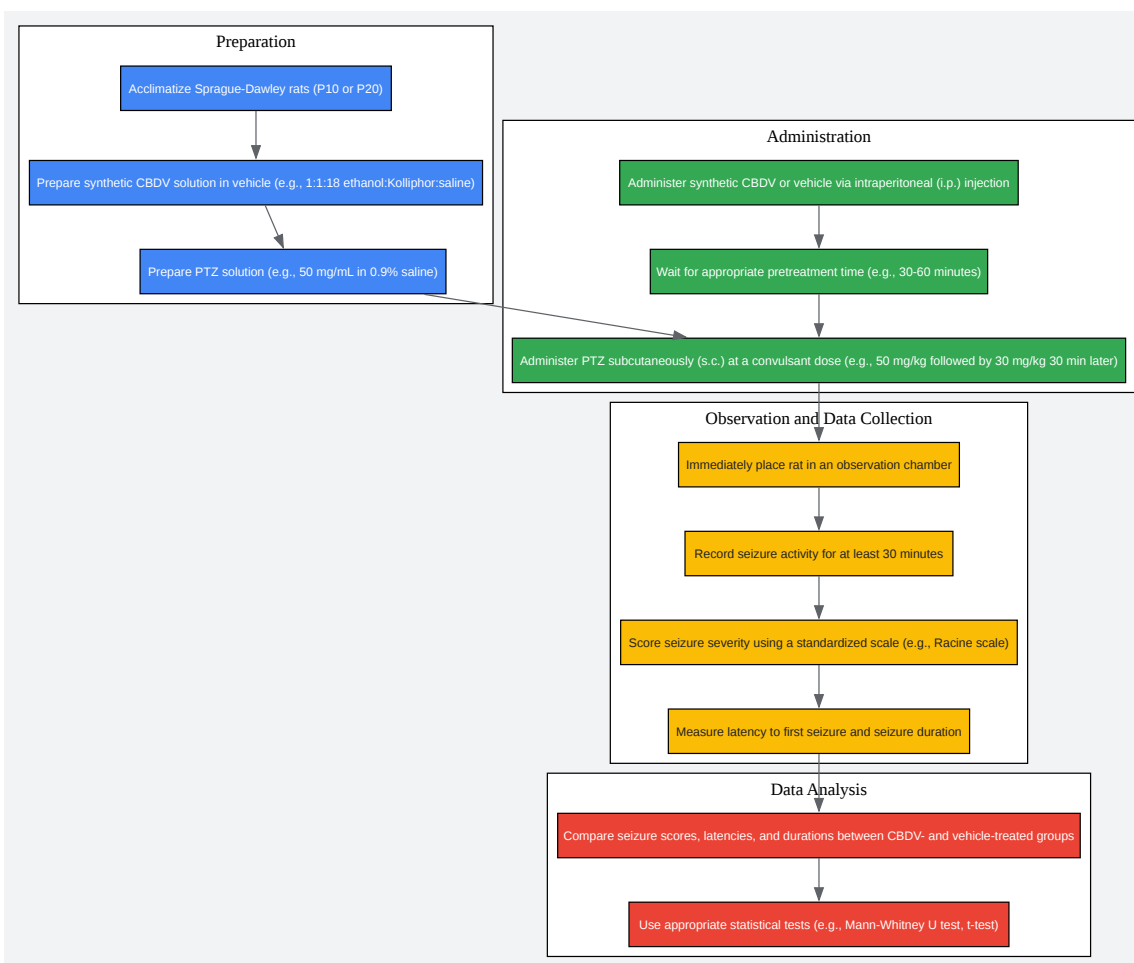 Preparation
Acclimatize Sprague-Dawley rats (P10 or P20)
Prepare synthetic CBDV solution in vehicle (e.g., 1:1:18 ethanol:Kolliphor:saline)
Prepare PTZ solution (e.g., 50 mg/mL in 0.9% saline)
Administration
Administer synthetic CBDV or vehicle via intraperitoneal (i.p.) injection
Wait for appropriate pretreatment time (e.g., 30-60 minutes)
Administer PTZ subcutaneously (s.c.) at a convulsant dose (e.g., 50 mg/kg followed by 30 mg/kg 30 min later)
Observation and Data Collection
Immediately place rat in an observation chamber
Record seizure activity for at least 30 minutes
Score seizure severity using a standardized scale (e.g., Racine scale)
Measure latency to first seizure and seizure duration
Data Analysis
Compare seizure scores, latencies, and durations between CBDV- and vehicle-treated groups
Use appropriate statistical tests (e.g., Mann-Whitney U test, t-test)